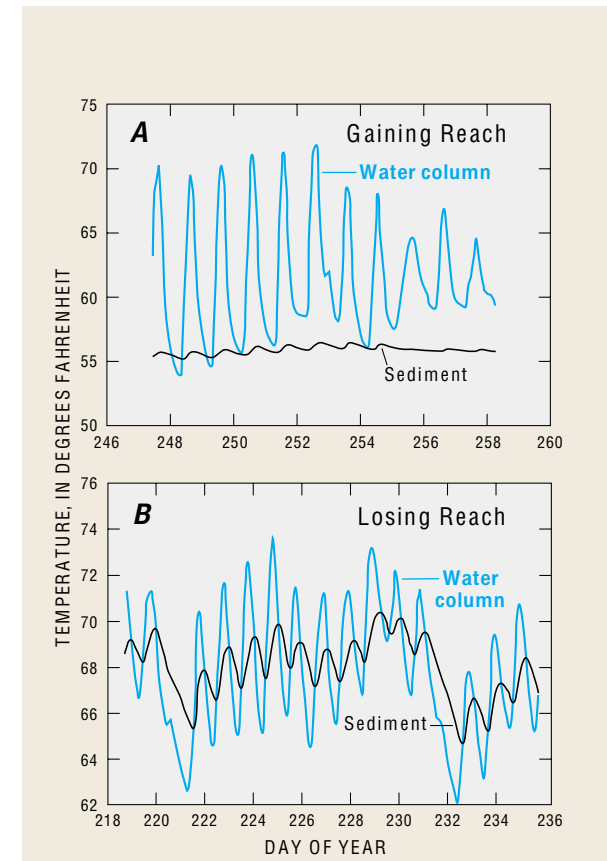 TEMPERATURE, IN DEGREES FAHRENHEIT
75
70
65
60
55
50
A
Gaining Reach
Water column
Sediment
246 248 250 252 254 256 258 260
76
74
72
70
68
66
64
62
B
Losing Reach
Water
column
Sediment
218 220 222 224 226 228 230 232 234 236
DAY OF YEAR